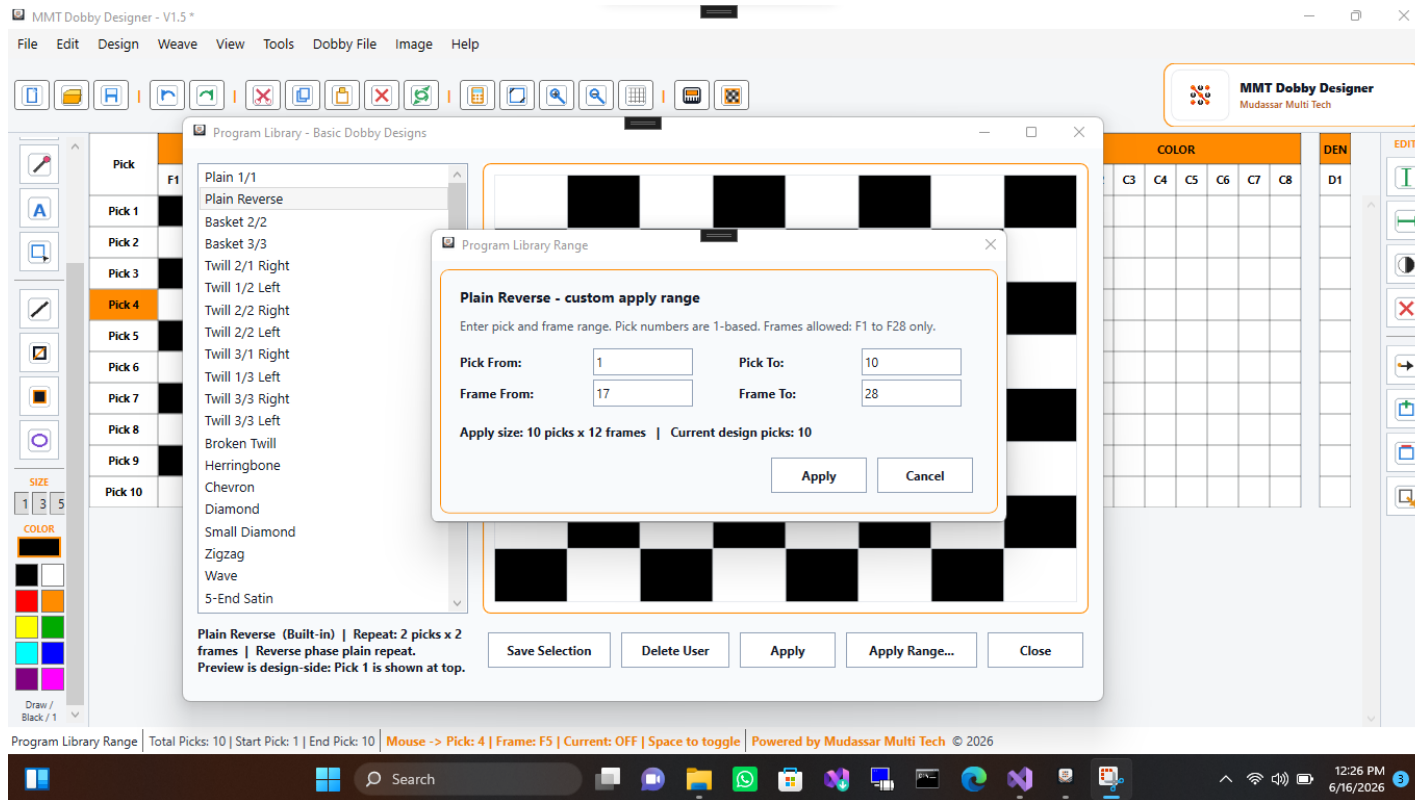 MMT Dobby Designer - V1.5 *
File Edit Design Weave View Tools Dobby File Image Help
MMT Dobby Designer
Mudassar Multi Tech
Program Library - Basic Dobby Designs
Pick
F1
COLOR
DEN
EDIT
C3 C4 C5 C6 C7 C8 D1
Pick 1
Pick 2
Pick 3
Pick 4
Pick 5
Pick 6
Pick 7
Pick 8
Pick 9
Pick 10
A
SIZE
1 3 5
COLOR
Draw /
Black / 1
Plain 1/1
Plain Reverse
Basket 2/2
Basket 3/3
Twill 2/1 Right
Twill 1/2 Left
Twill 2/2 Right
Twill 2/2 Left
Twill 3/1 Right
Twill 1/3 Left
Twill 3/3 Right
Twill 3/3 Left
Broken Twill
Herringbone
Chevron
Diamond
Small Diamond
Zigzag
Wave
5-End Satin
Program Library Range
Plain Reverse - custom apply range
Enter pick and frame range. Pick numbers are 1-based. Frames allowed: F1 to F28 only.
Pick From: 1 Pick To: 10
Frame From: 17 Frame To: 28
Apply size: 10 picks x 12 frames | Current design picks: 10
Apply Cancel
Plain Reverse (Built-in) | Repeat: 2 picks x 2
frames | Reverse phase plain repeat.
Preview is design-side: Pick 1 is shown at top.
Save Selection Delete User Apply Apply Range... Close
Program Library Range Total Picks: 10 | Start Pick: 1 | End Pick: 10 Mouse -> Pick: 4 | Frame: F5 | Current: OFF | Space to toggle Powered by Mudassar Multi Tech © 2026
Search
12:26 PM
6/16/2026
3